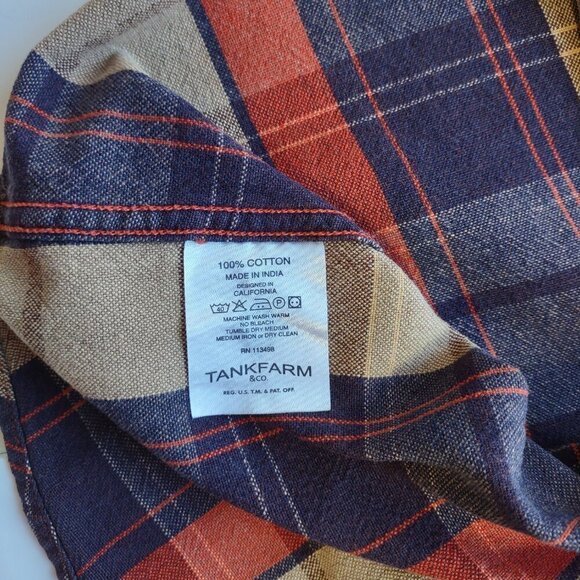 100% COTTON
MADE IN INDIA
DESIGNED IN
CALIFORNIA
40 P
MACHINE WASH WARM
NO BLEACH
TUMBLE DRY MEDIUM
MEDIUM IRON or DRY CLEAN
RN 113498
TANKFARM
& CO.
REG. U.S. T.M. & PAT. OFF.